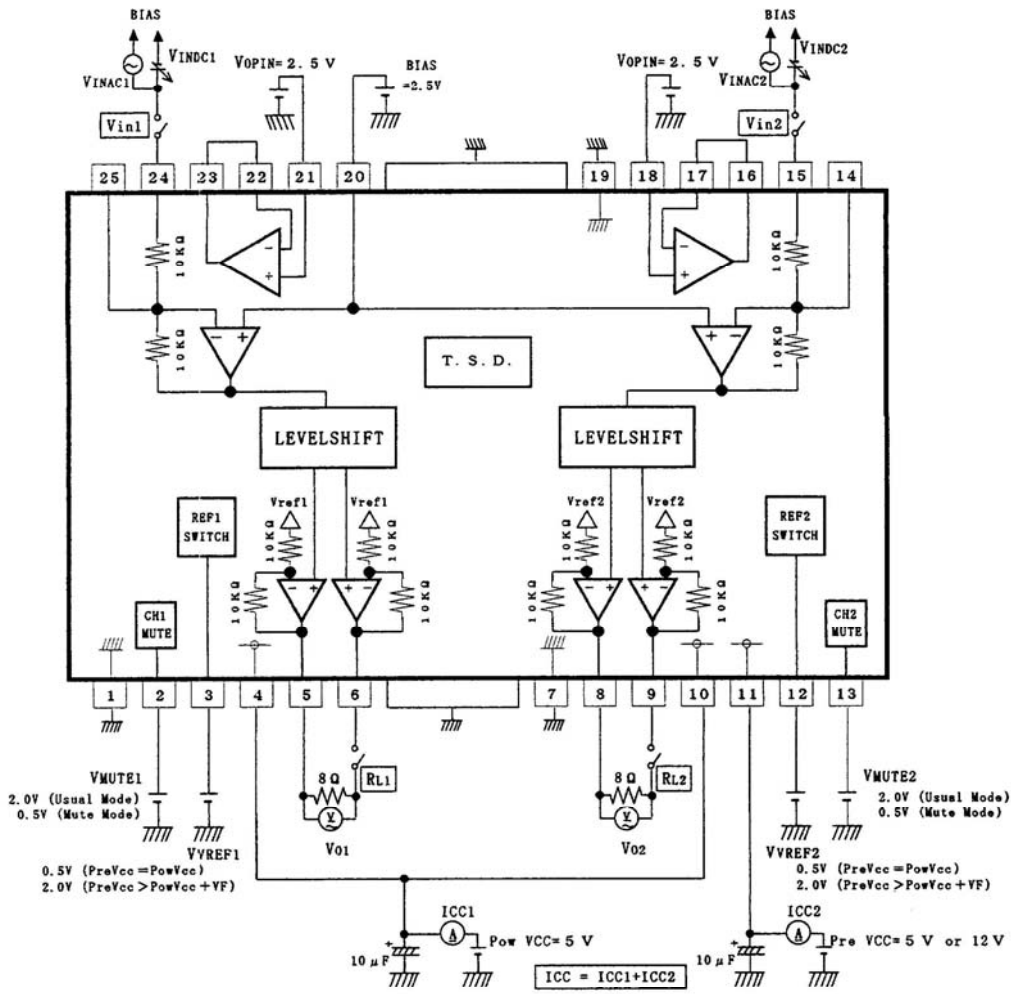 BIAS
BIAS
VINDC1
VINDC2
VOPIN= 2. 5 V
BIAS
=2.5V
VOPIN= 2. 5 V
VINAC1
VINAC2
Vin1
Vin2
25
24
23
22
21
20
19
18
17
16
15
14
10KΩ
10KΩ
- + + -
10KΩ
- + + -
10KΩ
T. S. D.
LEVELSHIFT
LEVELSHIFT
REF1
SWITCH
Vref1
Vref1
Vref2
Vref2
REF2
SWITCH
10KΩ
10KΩ
10KΩ
10KΩ
10KΩ
- + + -
10KΩ
10KΩ
- + + -
10KΩ
CH1
MUTE
CH2
MUTE
1
2
3
4
5
6
7
8
9
10
11
12
13
8Ω
RL1
8Ω
RL2
V
V
VO1
VO2
VMUTE1
2.0V (Usual Mode)
0.5V (Mute Mode)
VMUTE2
2.0V (Usual Mode)
0.5V (Mute Mode)
VVREF1
0.5V (PreVcc=PowVcc)
2.0V (PreVcc>PowVcc+VF)
VVREF2
0.5V (PreVcc=PowVcc)
2.0V (PreVcc>PowVcc+VF)
ICC1
A
+
10μF
Pow VCC= 5 V
ICC2
A
+
10μF
Pre VCC= 5 V or 12 V
ICC = ICC1+ICC2